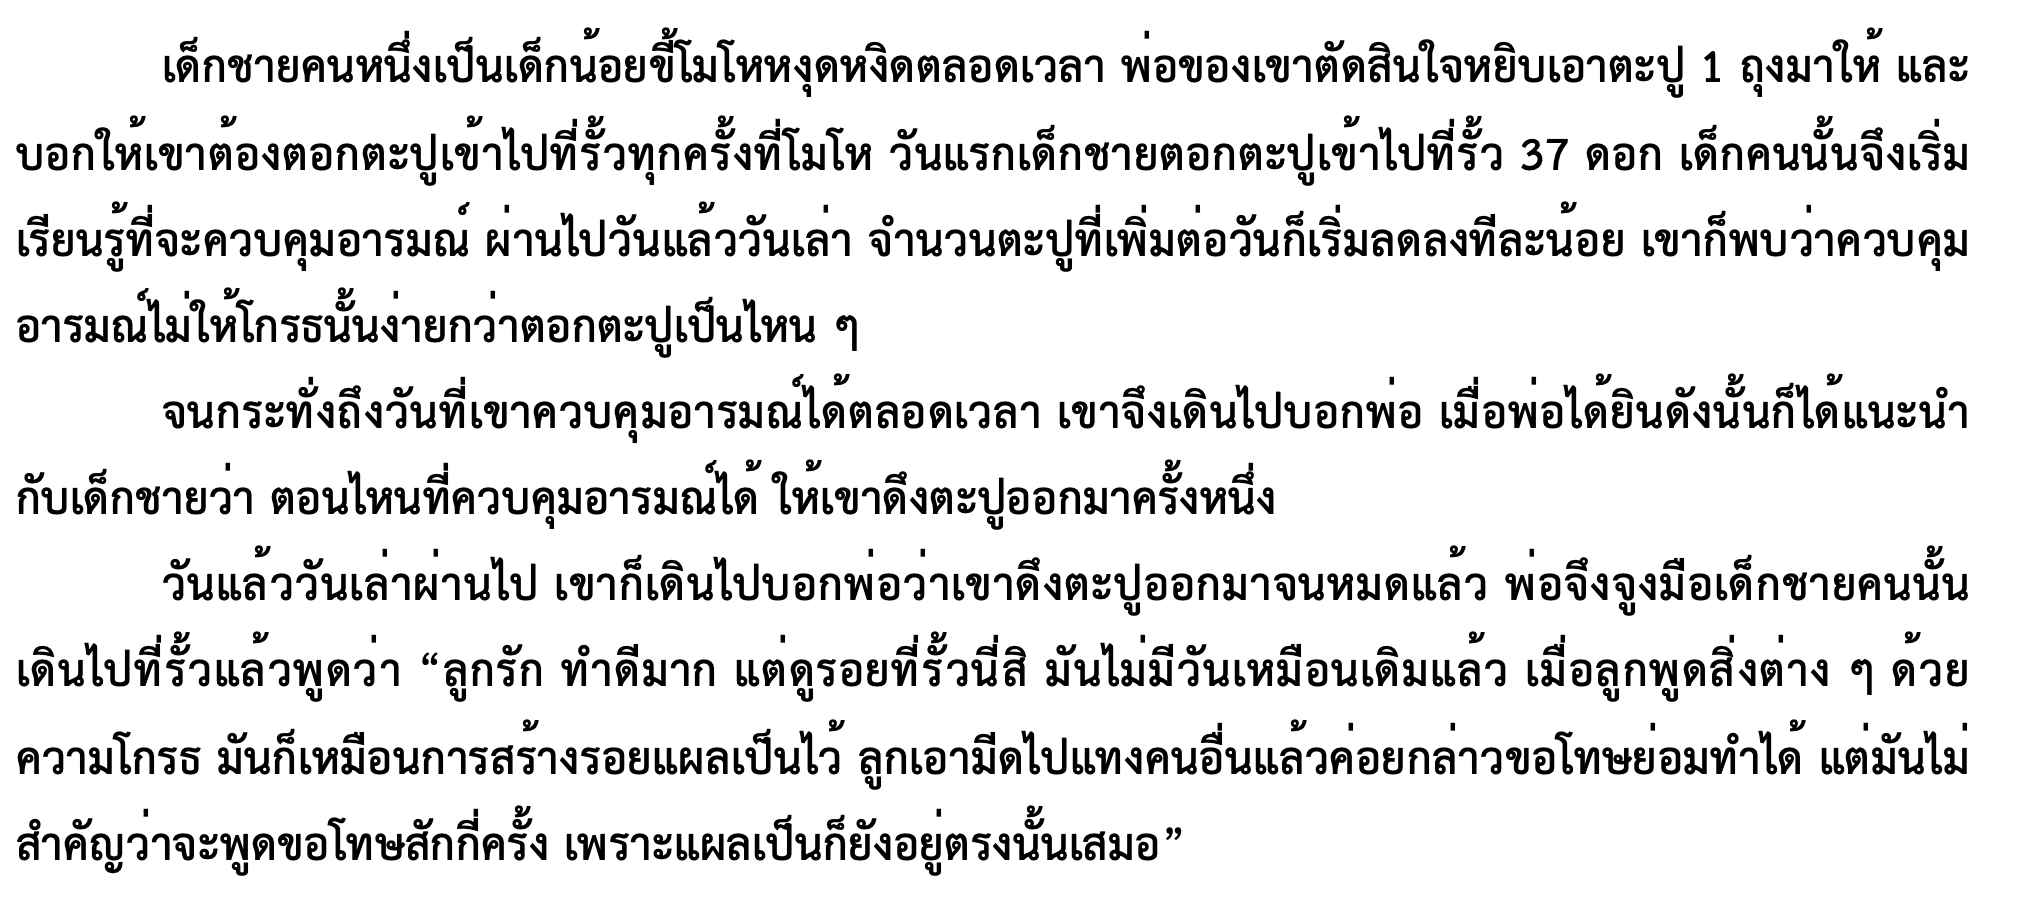 เด็กชายคนหนึ่งเป็นเด็กน้อยขี้โมโหหงุดหงิดตลอดเวลา พ่อของเขาตัดสินใจหยิบเอาตะปู 1 ถุงมาให้ และ
บอกให้เขาต้องตอกตะปูเข้าไปที่รั้วทุกครั้งที่โมโห วันแรกเด็กชายตอกตะปูเข้าไปที่รั้ว 37 ดอก เด็กคนนั้นจึงเริ่ม
เรียนรู้ที่จะควบคุมอารมณ์ ผ่านไปวันแล้ววันเล่า จำนวนตะปูที่เพิ่มต่อวันก็เริ่มลดลงทีละน้อย เขาก็พบว่าควบคุม
อารมณ์ไม่ให้โกรธนั้นง่ายกว่าตอกตะปูเป็นไหน ๆ
จนกระทั่งถึงวันที่เขาควบคุมอารมณ์ได้ตลอดเวลา เขาจึงเดินไปบอกพ่อ เมื่อพ่อได้ยินดังนั้นก็ได้แนะนำ
กับเด็กชายว่า ตอนไหนที่ควบคุมอารมณ์ได้ ให้เขาดึงตะปูออกมาครั้งหนึ่ง
วันแล้ววันเล่าผ่านไป เขาก็เดินไปบอกพ่อว่าเขาดึงตะปูออกมาจนหมดแล้ว พ่อจึงจูงมือเด็กชายคนนั้น
เดินไปที่รั้วแล้วพูดว่า “ลูกรัก ทำดีมาก แต่ดูรอยที่รั้วนี่สิ มันไม่มีวันเหมือนเดิมแล้ว เมื่อลูกพูดสิ่งต่าง ๆ ด้วย
ความโกรธ มันก็เหมือนการสร้างรอยแผลเป็นไว้ ลูกเอามีดไปแทงคนอื่นแล้วค่อยกล่าวขอโทษย่อมทำได้ แต่มันไม่
สำคัญว่าจะพูดขอโทษสักกี่ครั้ง เพราะแผลเป็นก็ยังอยู่ตรงนั้นเสมอ”